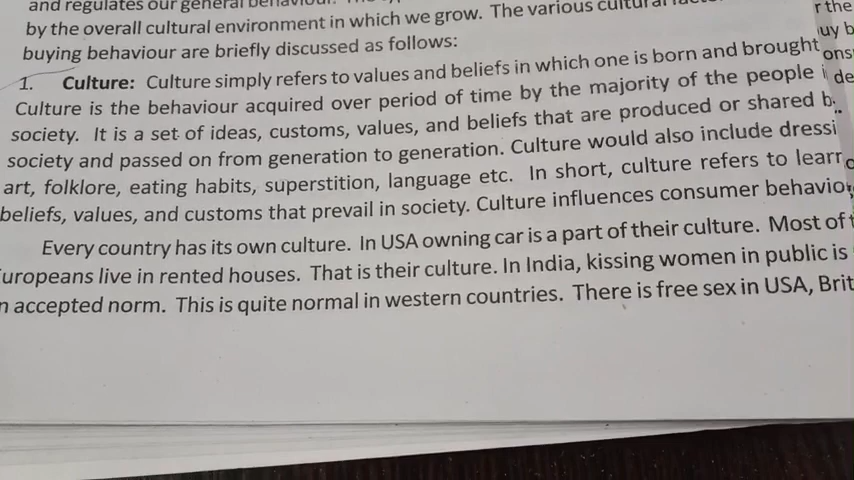 and regulates our general behaviour.
by the overall cultural environment in which we grow. The various cultural
buying behaviour are briefly discussed as follows:
1. Culture: Culture simply refers to values and beliefs in which one is born and brought
Culture is the behaviour acquired over period of time by the majority of the people i
society. It is a set of ideas, customs, values, and beliefs that are produced or shared b
society and passed on from generation to generation. Culture would also include dressi
art, folklore, eating habits, superstition, language etc. In short, culture refers to learn
beliefs, values, and customs that prevail in society. Culture influences consumer behavio
Every country has its own culture. In USA owning car is a part of their culture. Most of t
uropeans live in rented houses. That is their culture. In India, kissing women in public is
n accepted norm. This is quite normal in western countries. There is free sex in USA, Brit
r the
uy b
ons
de